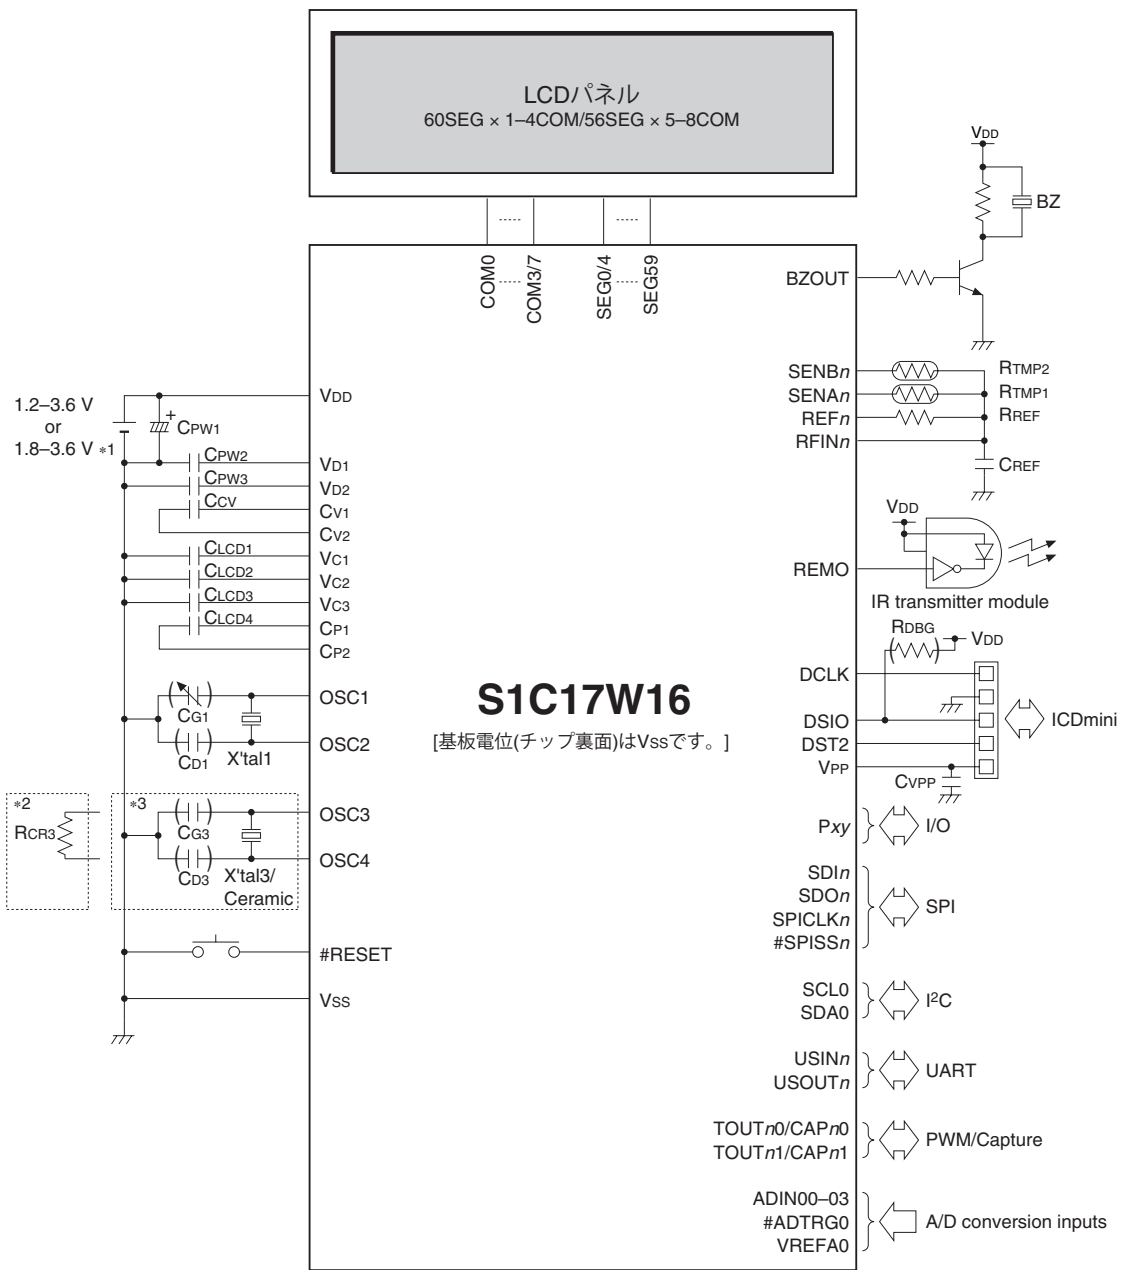 LCDパネル
60SEG × 1–4COM/56SEG × 5–8COM
COM0
COM3/7
SEG0/4
SEG59
VDD
BZ
BZOUT
SENBn
RTMP2
SENAn
RTMP1
REFn
RREF
RFINn
CREF
VDD
REMO
IR transmitter module
RDBG
VDD
DCLK
DSIO
DST2
VPP
CVPP
ICDmini
Pxy
I/O
SDIn
SDOn
SPICLKn
#SPISSn
SPI
SCL0
SDA0
I²C
USINn
USOUTn
UART
TOUTn0/CAPn0
TOUTn1/CAPn1
PWM/Capture
ADIN00–03
#ADTRG0
VREFA0
A/D conversion inputs
S1C17W16
[基板電位(チップ裏面)はVSSです。]
1.2–3.6 V
or
1.8–3.6 V *1
+
CPW1
VDD
CPW2
VD1
CPW3
VD2
CCV
CV1
CV2
CLCD1
VC1
CLCD2
VC2
CLCD3
VC3
CLCD4
CP1
CP2
CG1
OSC1
CD1
X'tal1
OSC2
*2
RCR3
*3
CG3
OSC3
CD3
X'tal3/
Ceramic
OSC4
#RESET
VSS